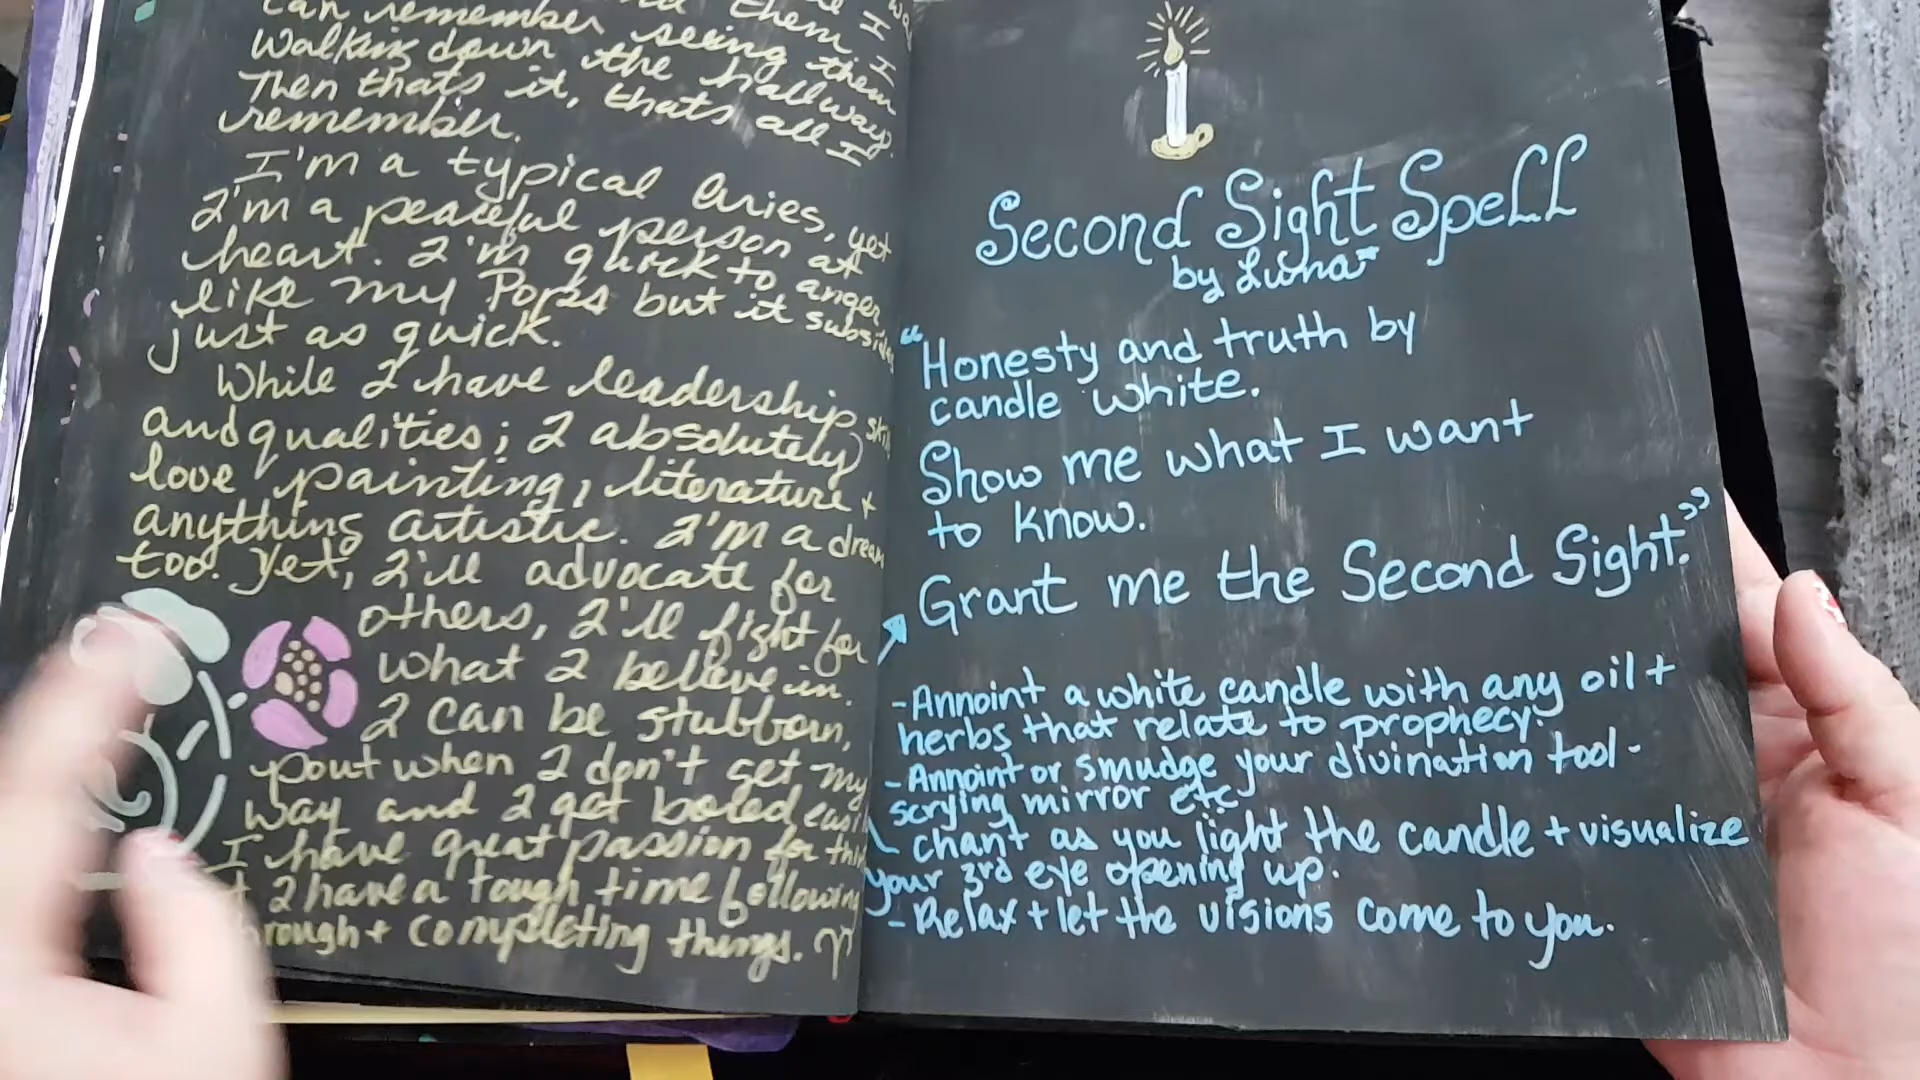 them I
can remember seeing them
walking down the hallway.
Then thats it, thats all I
remember.
I'm a typical Aries, yet
I'm a peaceful person at
heart. I'm quick to anger
like my Pops but it subsides
just as quick.
While I have leadership
and qualities; I absolutely
love painting, literature +
anything artistic. I'm a
too. Yet, I'll advocate for
others, I'll fight for
what I believe in.
I can be stubborn,
pout when I don't get my
way and I get bored
I have great passion for
I have a tough time following
through + completing things. ♈
Second Sight Spell
by Luna*
"Honesty and truth by
candle white.
Show me what I want
to know.
Grant me the Second Sight."
- Annoint a white candle with any oil +
herbs that relate to prophecy.
- Annoint or smudge your divination tool -
scrying mirror etc
chant as you light the candle + visualize
your 3rd eye opening up.
- Relax + let the visions come to you.